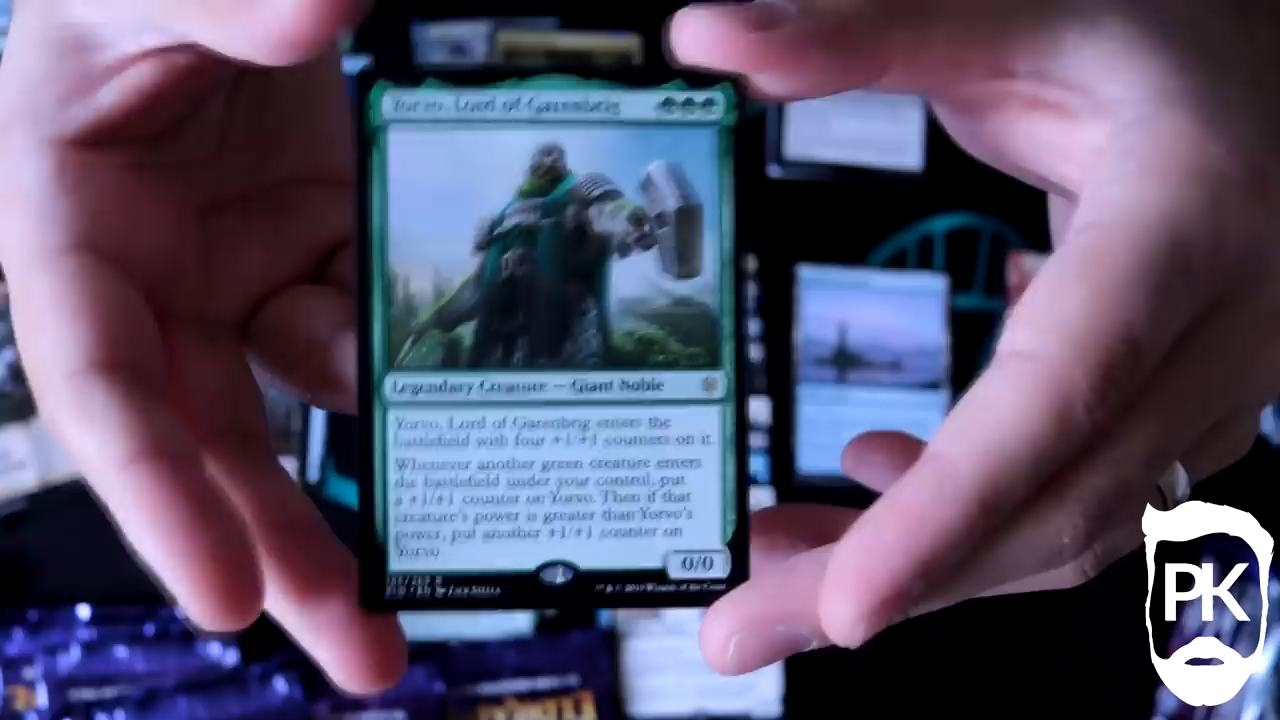 Yorvo, Lord of Garenbrig
Legendary Creature — Giant Noble
Yorvo, Lord of Garenbrig enters the
battlefield with four +1/+1 counters on it.
Whenever another green creature enters
the battlefield under your control, put
a +1/+1 counter on Yorvo. Then if that
creature's power is greater than Yorvo's
power, put another +1/+1 counter on
Yorvo.
0/0
PK